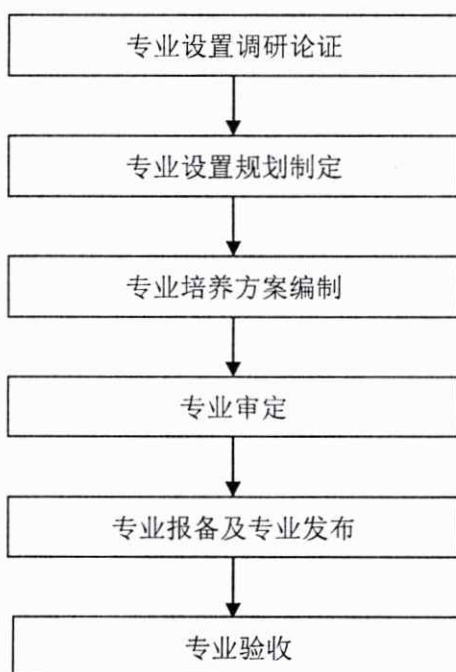 专业设置调研论证
专业设置规划制定
专业培养方案编制
专业审定
专业报备及专业发布
专业验收